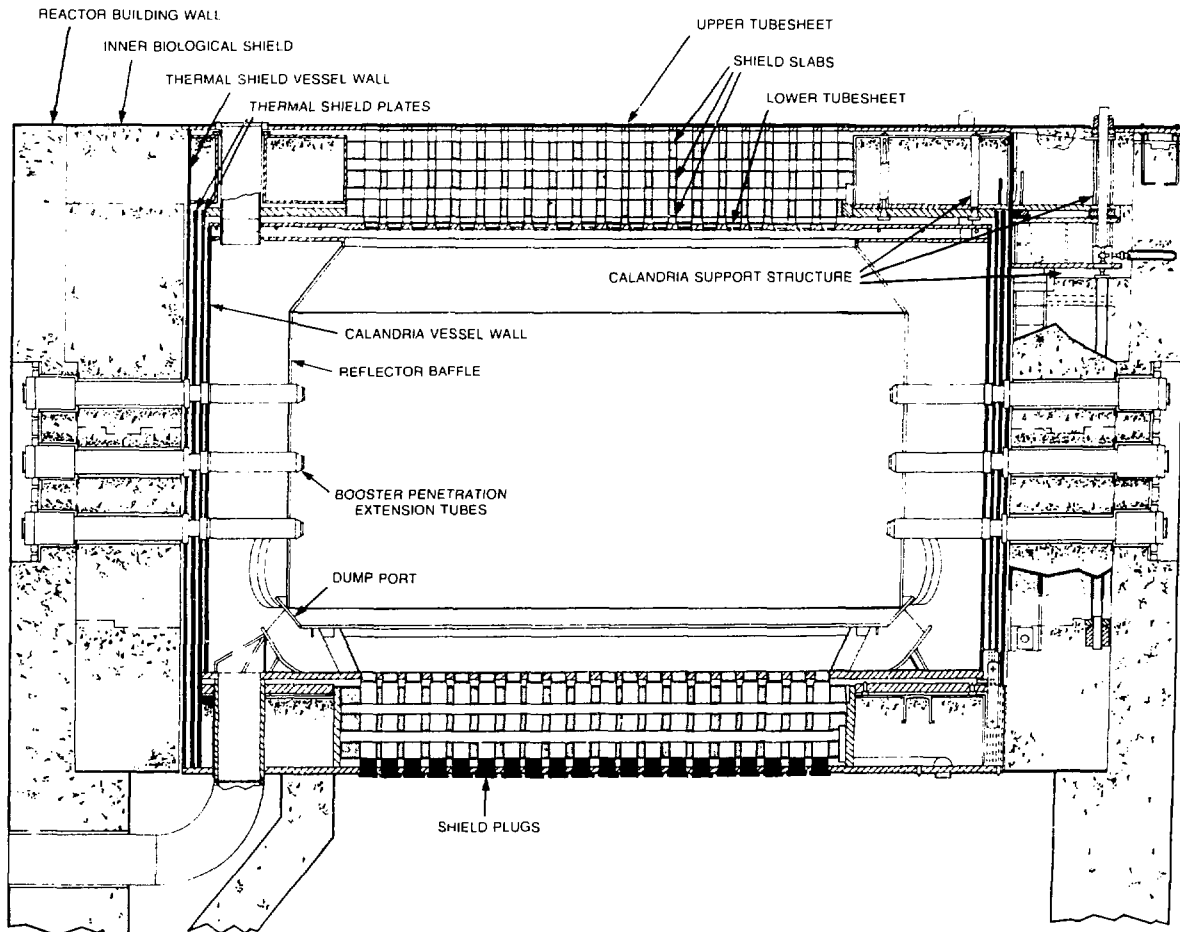 REACTOR BUILDING WALL
INNER BIOLOGICAL SHIELD
THERMAL SHIELD VESSEL WALL
THERMAL SHIELD PLATES
UPPER TUBESHEET
SHIELD SLABS
LOWER TUBESHEET
CALANDRIA SUPPORT STRUCTURE
CALANDRIA VESSEL WALL
REFLECTOR BAFFLE
BOOSTER PENETRATION
EXTENSION TUBES
DUMP PORT
SHIELD PLUGS